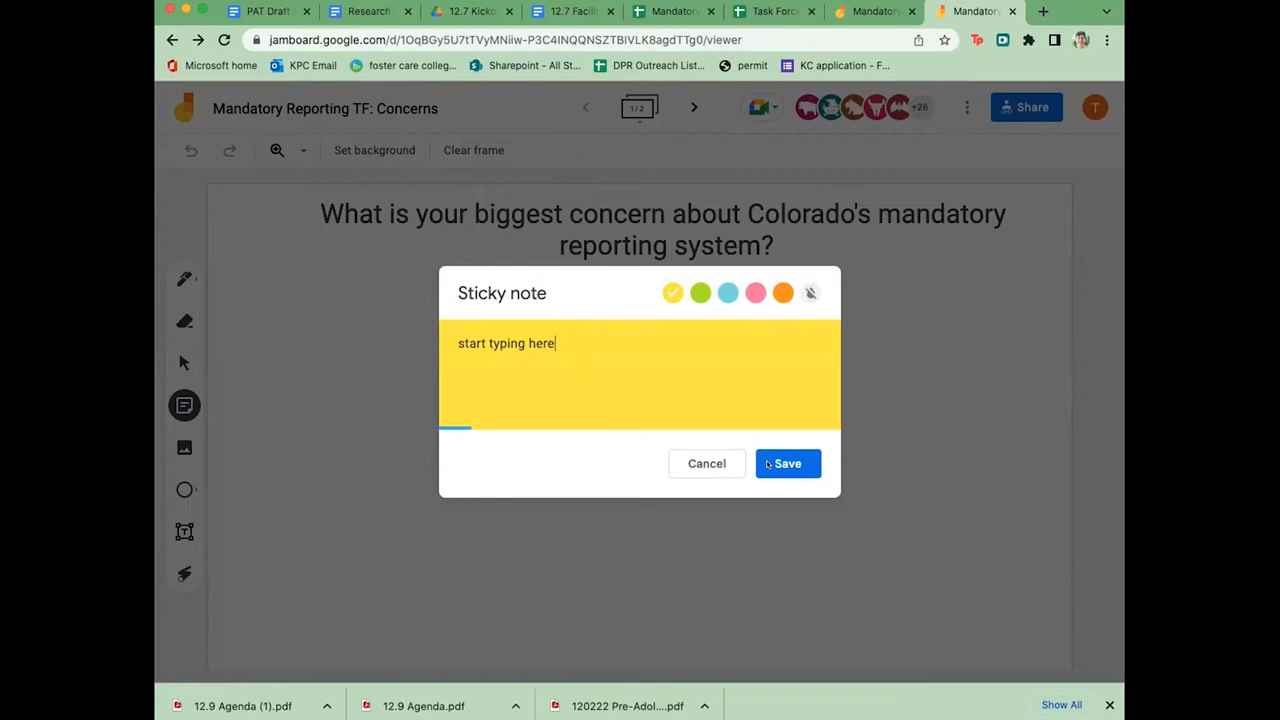 PAT Draft
Research
12.7 Kicko
12.7 Facili
Mandator
Task Force
Mandator
Mandator
jamboard.google.com/d/1OqBGy5U7tTVyMNiiw-P3C4INQQNSZTBlVLK8agdTTg0/viewer
Microsoft home
KPC Email
foster care colleg...
Sharepoint - All St...
DPR Outreach List...
permit
KC application - F...
Mandatory Reporting TF: Concerns
1/2
+28
Share
T
Set background
Clear frame
What is your biggest concern about Colorado's mandatory
reporting system?
Sticky note
start typing here
Cancel
Save
12.9 Agenda (1).pdf
12.9 Agenda.pdf
120222 Pre-Adol....pdf
Show All